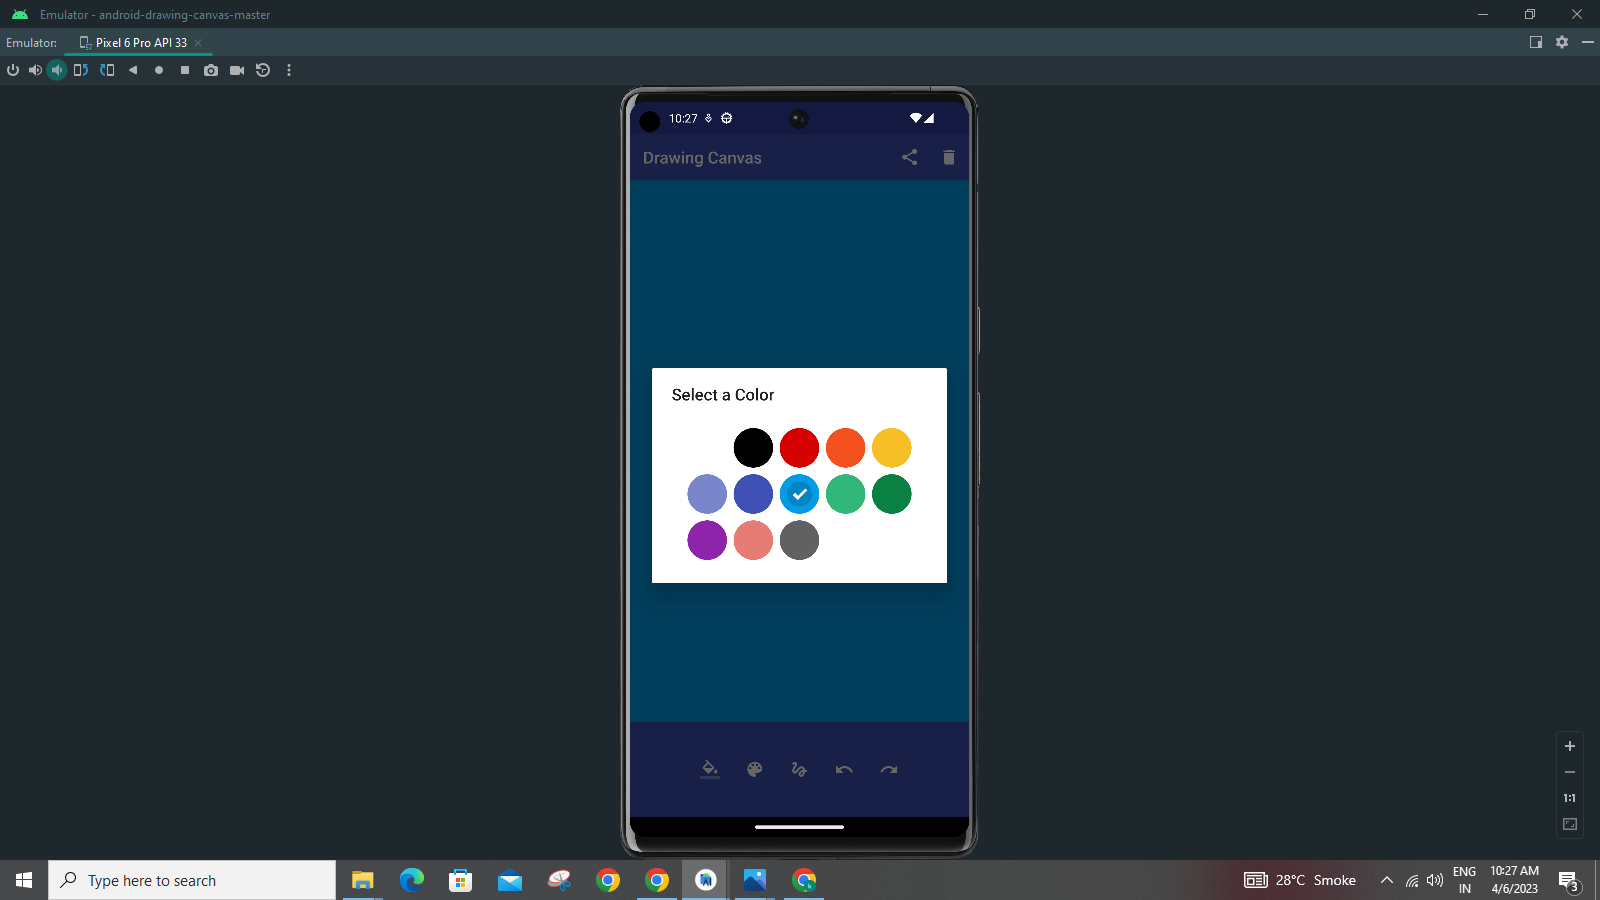 Emulator - android-drawing-canvas-master
Emulator:
Pixel 6 Pro API 33
10:27
Drawing Canvas
Select a Color
1:1
Type here to search
28°C Smoke
ENG
IN
10:27 AM
4/6/2023
3